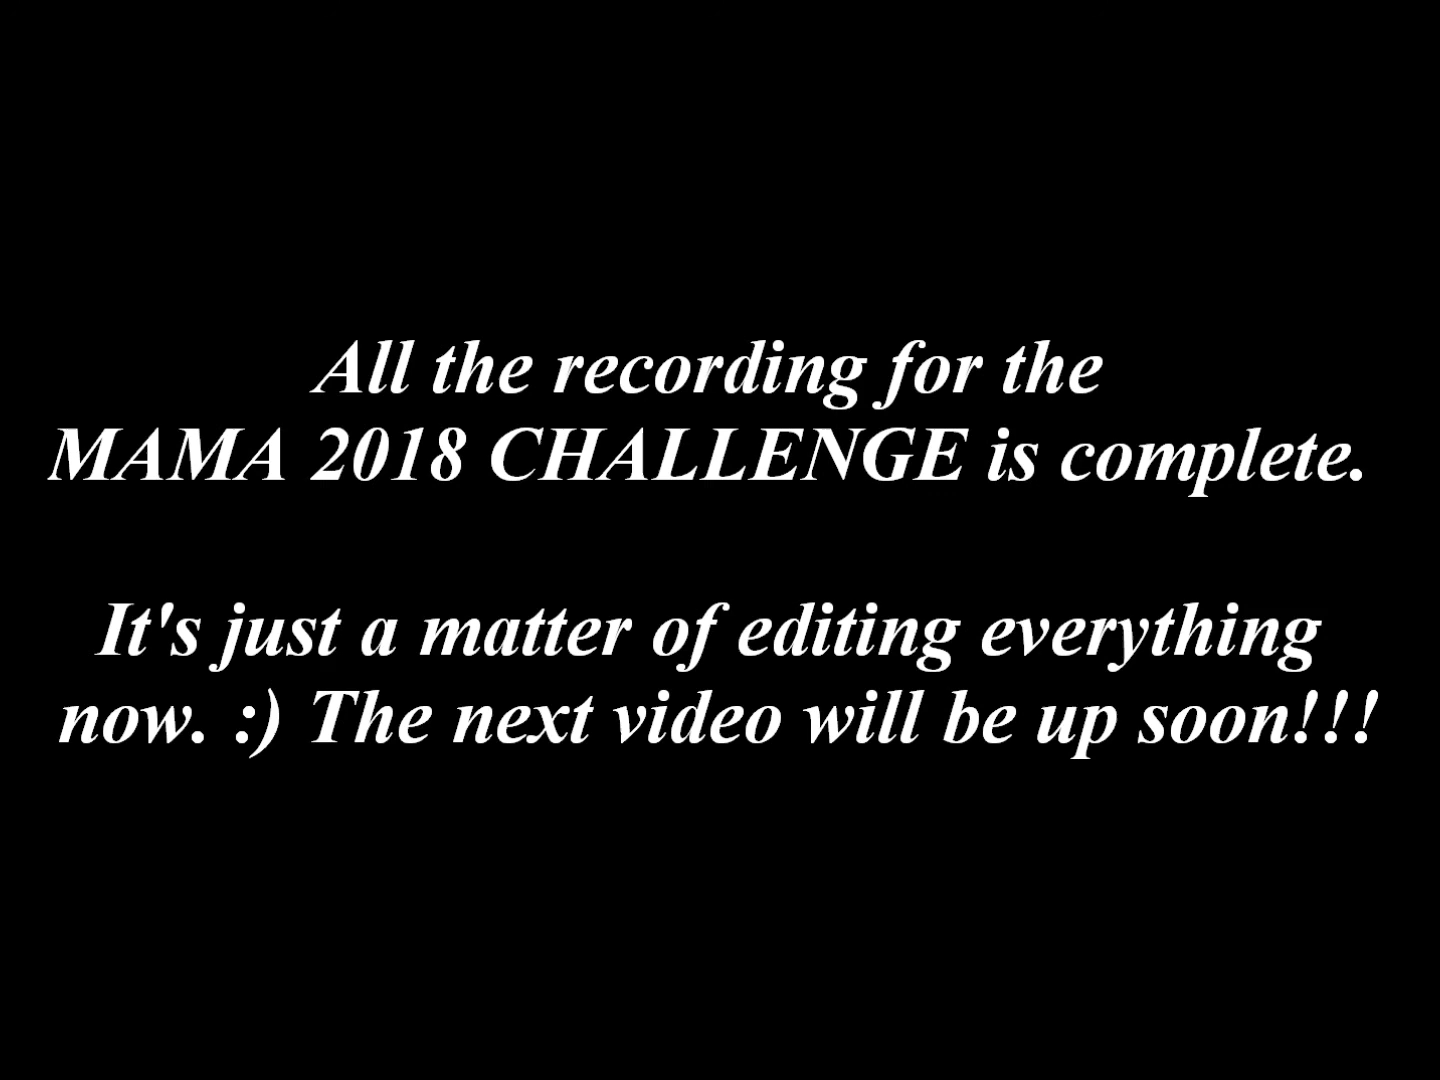 All the recording for the
MAMA 2018 CHALLENGE is complete.
It's just a matter of editing everything
now. :) The next video will be up soon!!!